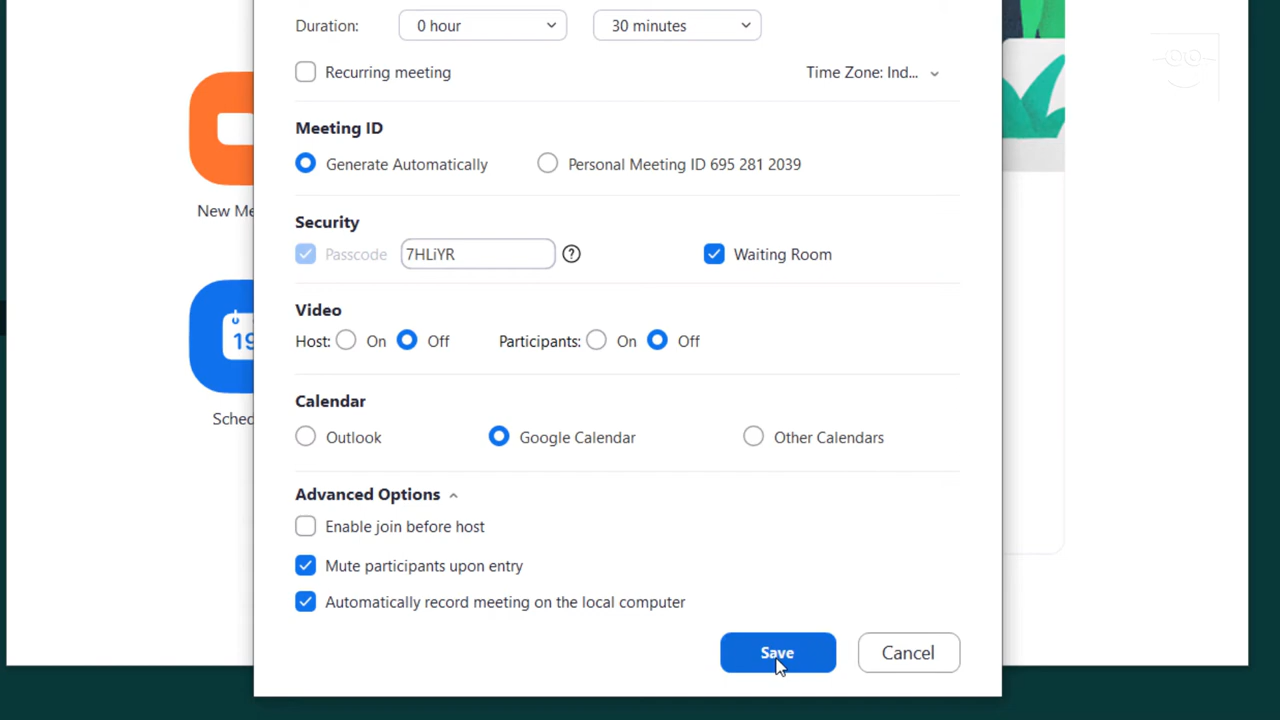 Duration: 0 hour 30 minutes
Recurring meeting Time Zone: Ind...
Meeting ID
Generate Automatically Personal Meeting ID 695 281 2039
New Me
Security
Passcode 7HLiYR ? Waiting Room
Video
Host: On Off Participants: On Off
19
Calendar
Sched
Outlook Google Calendar Other Calendars
Advanced Options
Enable join before host
Mute participants upon entry
Automatically record meeting on the local computer
Save Cancel